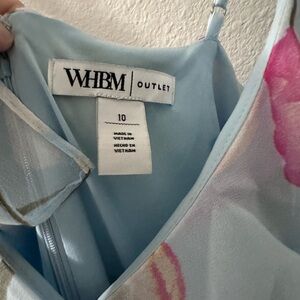 WHBM | OUTLET
10
MADE IN
VIETNAM
HECHO EN
VIETNAM